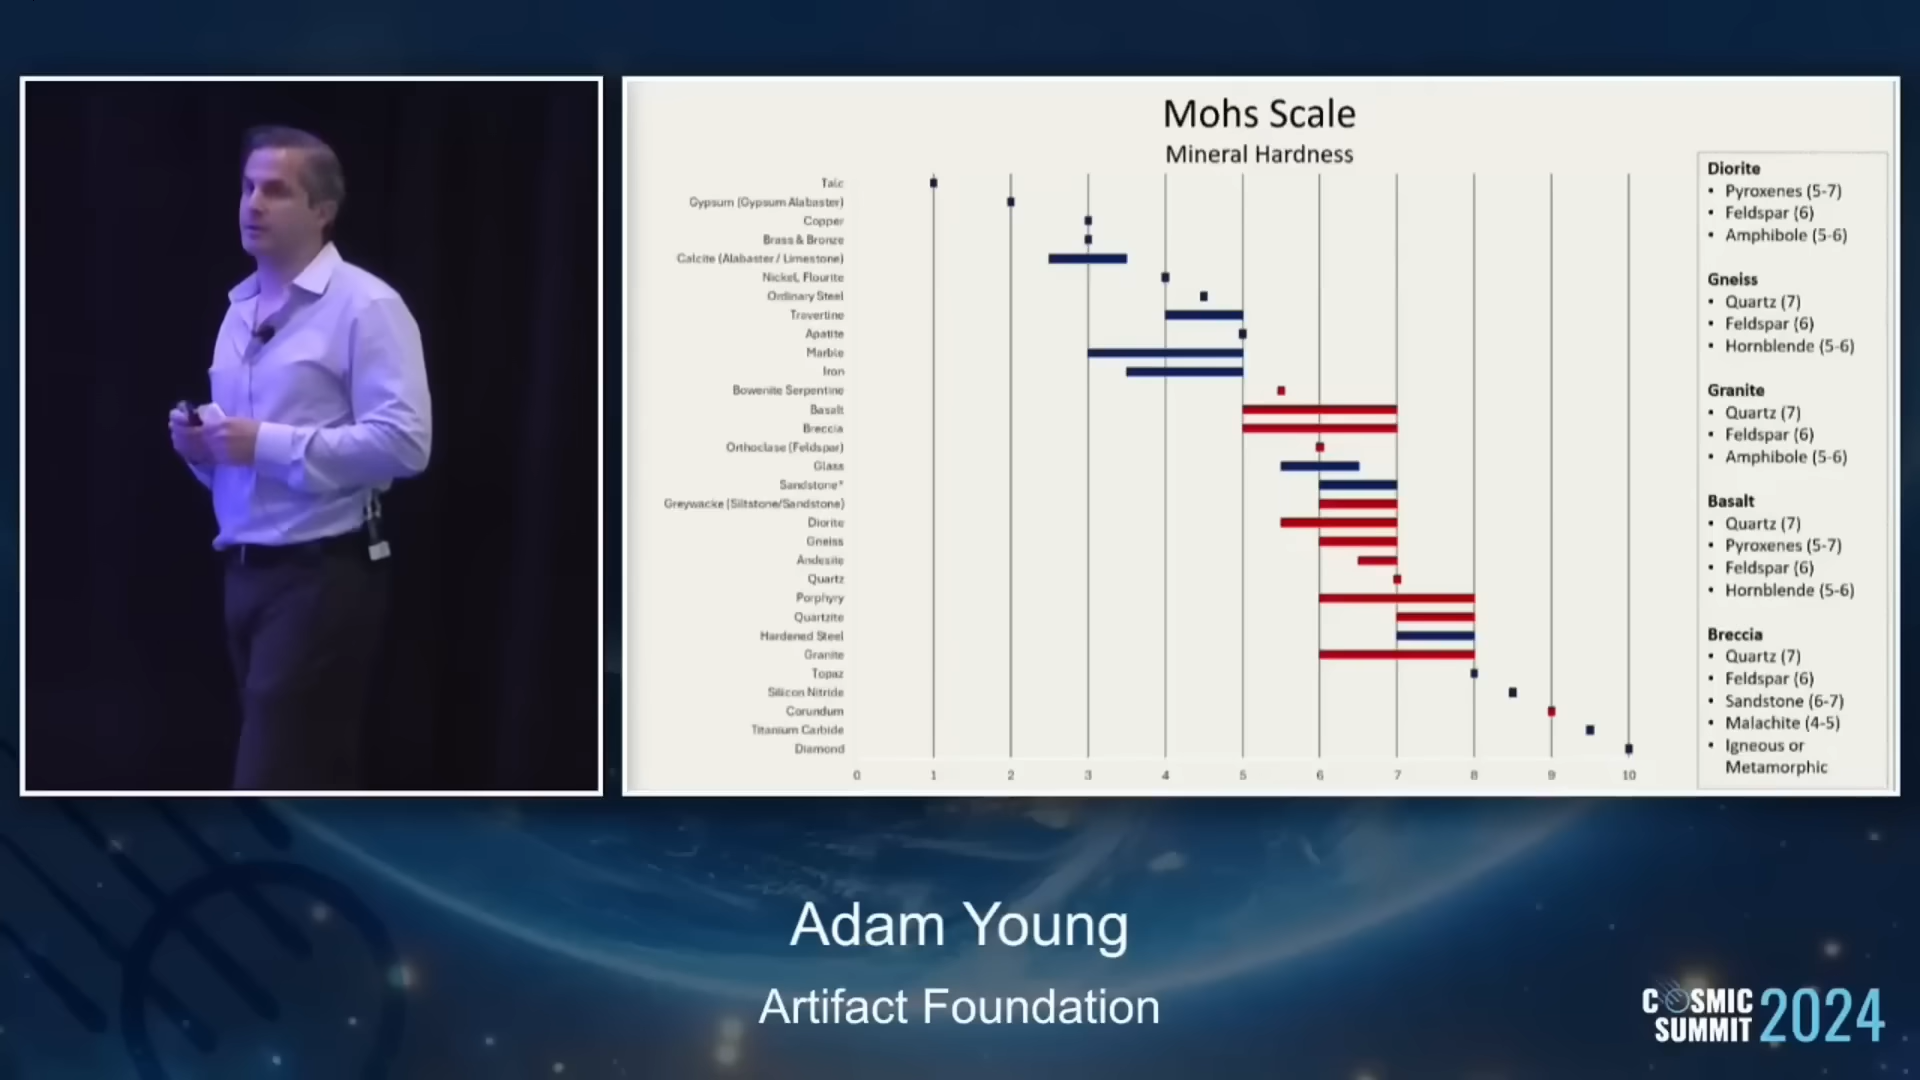 Mohs Scale
Mineral Hardness
Talc
Gypsum (Gypsum Alabaster)
Copper
Brass & Bronze
Calcite (Alabaster / Limestone)
Nickel, Flourite
Ordinary Steel
Travertine
Apatite
Marble
Iron
Bowenite Serpentine
Basalt
Breccia
Orthoclase (Feldspar)
Glass
Sandstone*
Greywacke (Siltstone/Sandstone)
Diorite
Gneiss
Andesite
Quartz
Porphyry
Quartzite
Hardened Steel
Granite
Topaz
Silicon Nitride
Corundum
Titanium Carbide
Diamond
0 1 2 3 4 5 6 7 8 9 10
Diorite
• Pyroxenes (5-7)
• Feldspar (6)
• Amphibole (5-6)
Gneiss
• Quartz (7)
• Feldspar (6)
• Hornblende (5-6)
Granite
• Quartz (7)
• Feldspar (6)
• Amphibole (5-6)
Basalt
• Quartz (7)
• Pyroxenes (5-7)
• Feldspar (6)
• Hornblende (5-6)
Breccia
• Quartz (7)
• Feldspar (6)
• Sandstone (6-7)
• Malachite (4-5)
• Igneous or
Metamorphic
Adam Young
Artifact Foundation
COSMIC
SUMMIT 2024